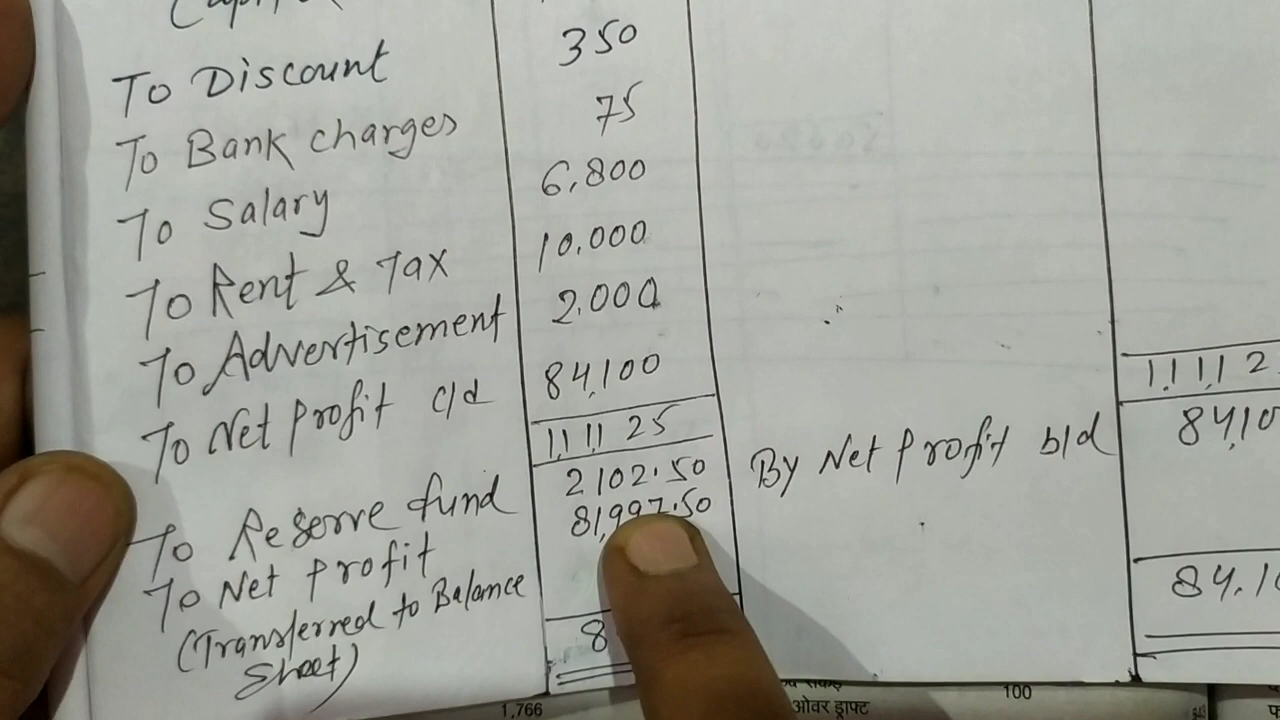 To Discount 350
To Bank charges 75
To Salary 6,800
To Rent & Tax 10,000
To Advertisement 2,000
To Net Profit c/d 84,100
1,11,125 1,11,12
To Reserve fund 2102.50 By Net Profit b/d 84,10
To Net Profit 81,997.50
(Transferred to Balance
Sheet) 8 84,10
1,766 ओवर ड्राफ्ट 100